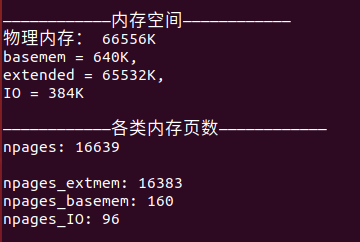 ————————————内存空间————————————
物理内存： 66556K
basemem = 640K,
extended = 65532K,
IO = 384K
————————————各类内存页数————————————
npages: 16639
npages_extmem: 16383
npages_basemem: 160
npages_IO: 96